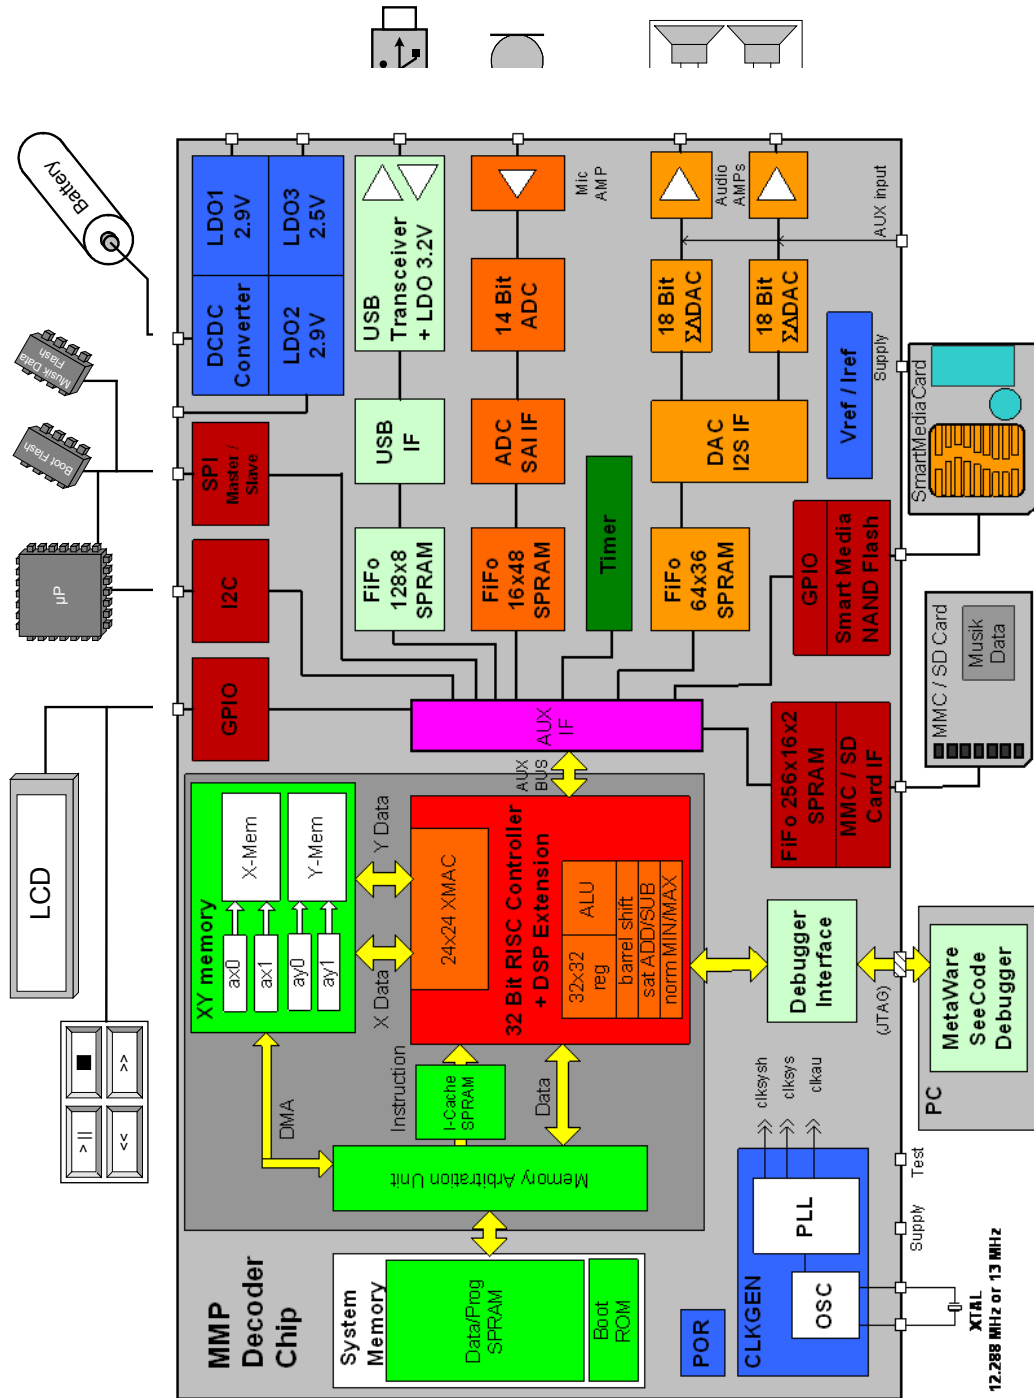 MMP
Decoder
Chip
System
Memory
Data/Prog
SPRAM
Boot
ROM
Memory Arbitration Unit
DMA
Instruction
I-Cache
SPRAM
Data
XY memory
ax0
ax1
ay0
ay1
X-Mem
Y-Mem
X Data
Y Data
24x24 XMAC
32 Bit RISC Controller
+ DSP Extension
32x32
reg
ALU
barrel shift
sat ADD/SUB
norm MIN/MAX
AUX
BUS
AUX
IF
GPIO
I2C
SPI
Master /
Slave
DCDC
Converter
LDO1
2.9V
LDO2
2.9V
LDO3
2.5V
FiFo
128x8
SPRAM
USB
IF
USB
Transceiver
+ LDO 3.2V
FiFo
16x48
SPRAM
ADC
SAI IF
14 Bit
ADC
Mic
AMP
Timer
FiFo
64x36
SPRAM
DAC
I2S IF
18 Bit
ΣΔDAC
18 Bit
ΣΔDAC
Audio
AMPs
AUX input
Vref / Iref
Supply
GPIO
Smart Media
NAND Flash
FiFo 256x16x2
SPRAM
MMC / SD
Card IF
Debugger
Interface
(JTAG)
PC
MetaWare
SeeCode
Debugger
POR
CLKGEN
OSC
PLL
clksysh
clksys
clkau
Test
Supply
XTAL
12.288 MHz or 13 MHz
LCD
> ||
<<
>>
µP
Boot Flash
Musik Data
Flash
Battery
SmartMediaCard
MMC / SD Card
Musik
Data